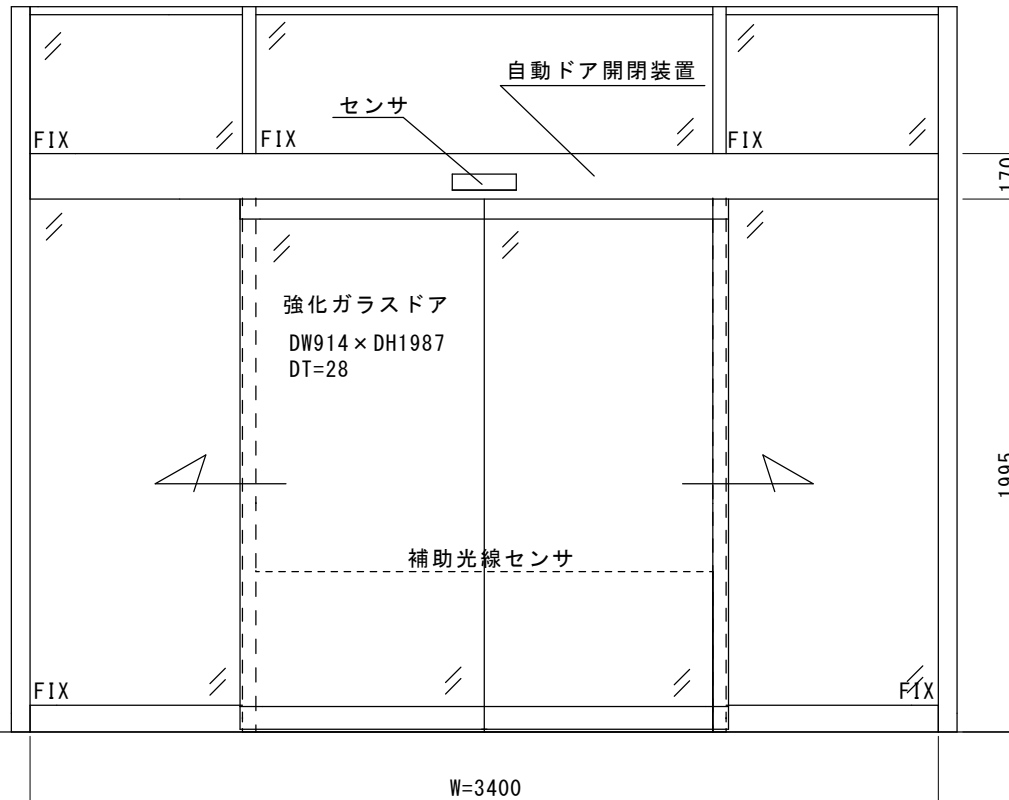 自動ドア開閉装置
センサ
FIX
FIX
FIX
170
強化ガラスドア
DW914×DH1987
DT=28
1995
補助光線センサ
FIX
FIX
W=3400